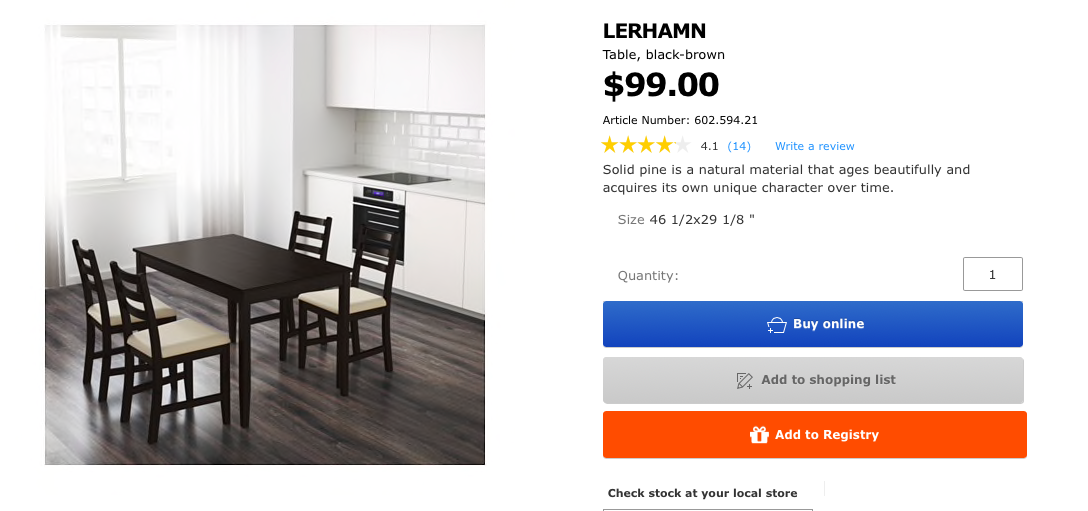 LERHAMN
Table, black-brown
$99.00
Article Number: 602.594.21
4.1 (14) Write a review
Solid pine is a natural material that ages beautifully and
acquires its own unique character over time.
Size 46 1/2x29 1/8 "
Quantity: 1
Buy online
Add to shopping list
Add to Registry
Check stock at your local store